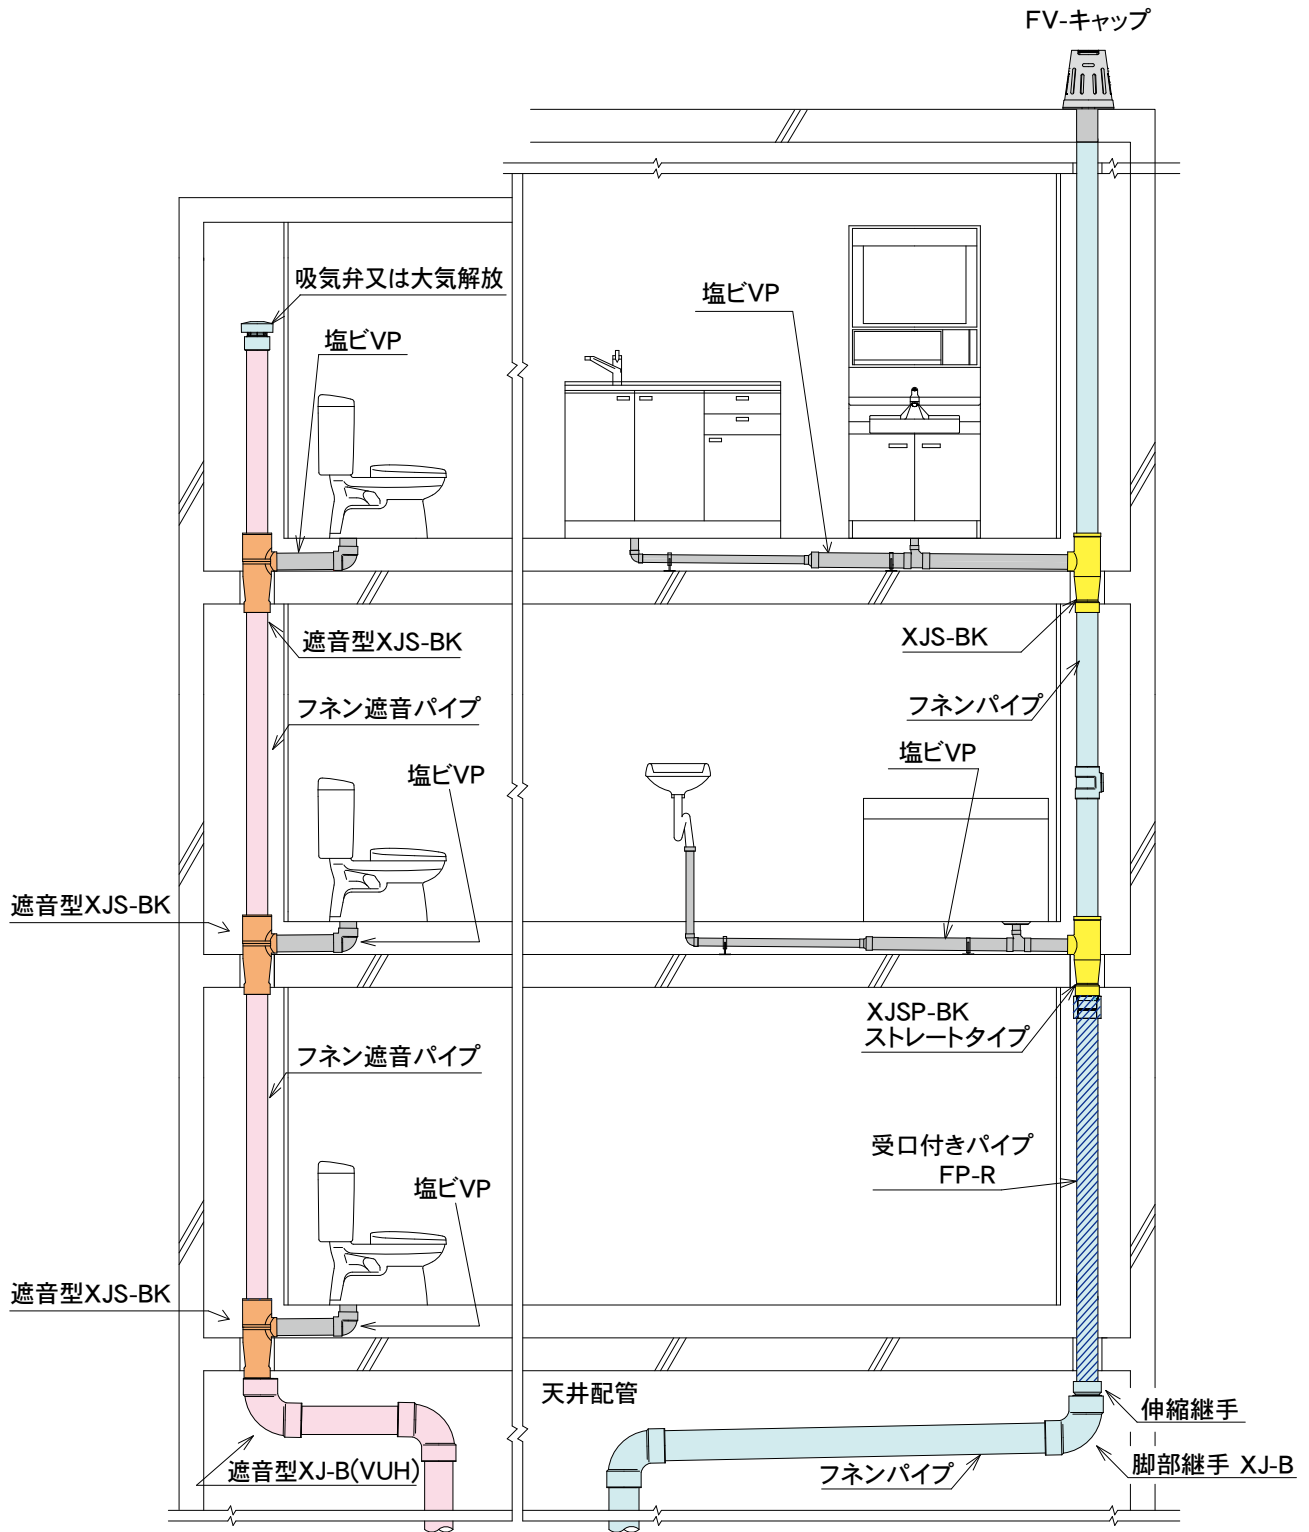 FV-キャップ
吸気弁又は大気解放
塩ビVP
塩ビVP
遮音型XJS-BK
XJS-BK
フネン遮音パイプ
フネンパイプ
塩ビVP
塩ビVP
遮音型XJS-BK
XJSP-BK
ストレートタイプ
フネン遮音パイプ
受口付きパイプ
FP-R
塩ビVP
遮音型XJS-BK
天井配管
伸縮継手
遮音型XJ-B(VUH)
フネンパイプ
脚部継手 XJ-B